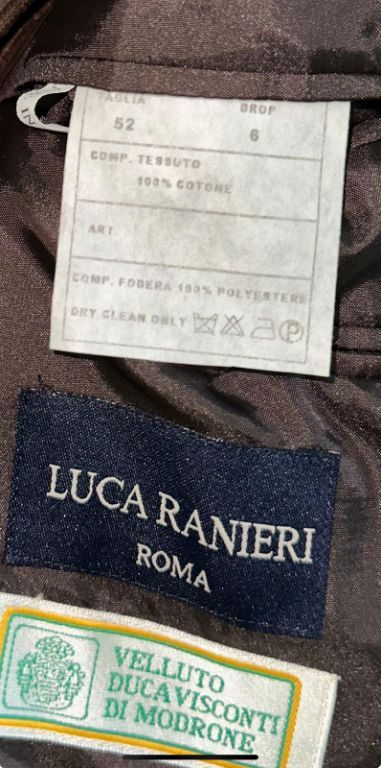 TAGLIA DROP
52 6
COMP. TESSUTO
100% COTONE
ART.
COMP. FODERA 100% POLYESTERE
DRY CLEAN ONLY P
LUCA RANIERI
ROMA
VELLUTO
DUCA VISCONTI
DI MODRONE